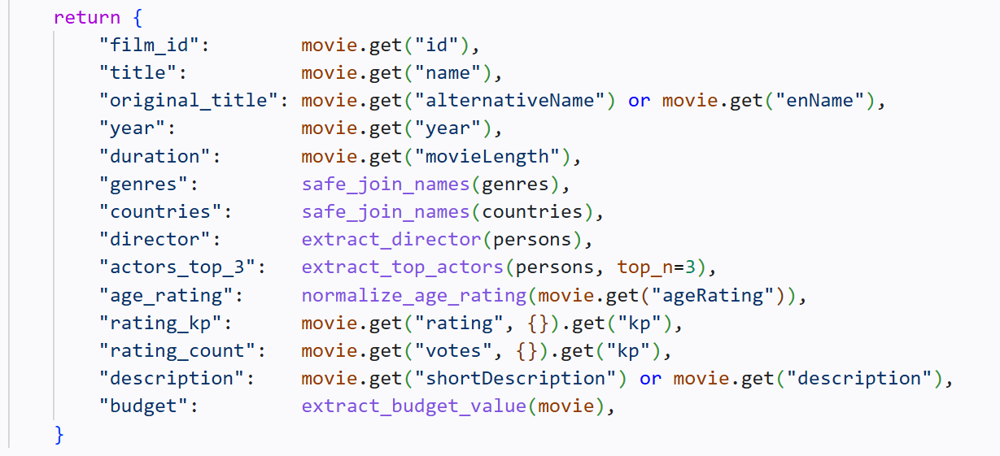 return {
    "film_id":        movie.get("id"),
    "title":          movie.get("name"),
    "original_title": movie.get("alternativeName") or movie.get("enName"),
    "year":           movie.get("year"),
    "duration":       movie.get("movieLength"),
    "genres":         safe_join_names(genres),
    "countries":      safe_join_names(countries),
    "director":       extract_director(persons),
    "actors_top_3":   extract_top_actors(persons, top_n=3),
    "age_rating":     normalize_age_rating(movie.get("ageRating")),
    "rating_kp":      movie.get("rating", {}).get("kp"),
    "rating_count":   movie.get("votes", {}).get("kp"),
    "description":    movie.get("shortDescription") or movie.get("description"),
    "budget":         extract_budget_value(movie),
}